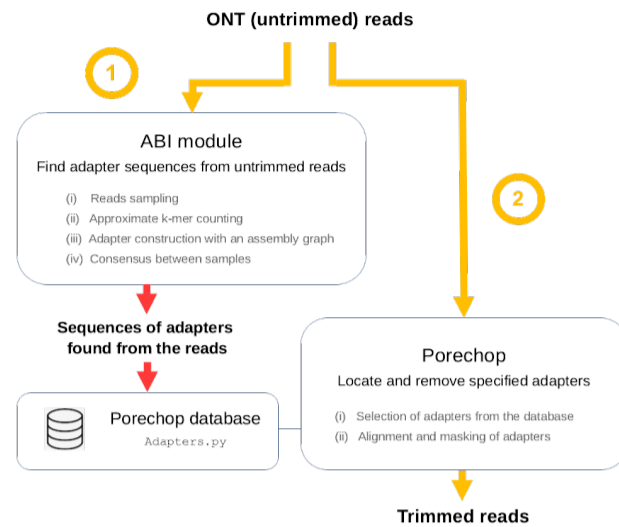 ONT (untrimmed) reads
1
ABI module
Find adapter sequences from untrimmed reads
(i) Reads sampling
(ii) Approximate k-mer counting
(iii) Adapter construction with an assembly graph
(iv) Consensus between samples
2
Sequences of adapters
found from the reads
Porechop
Locate and remove specified adapters
(i) Selection of adapters from the database
(ii) Alignment and masking of adapters
Porechop database
Adapters.py
Trimmed reads